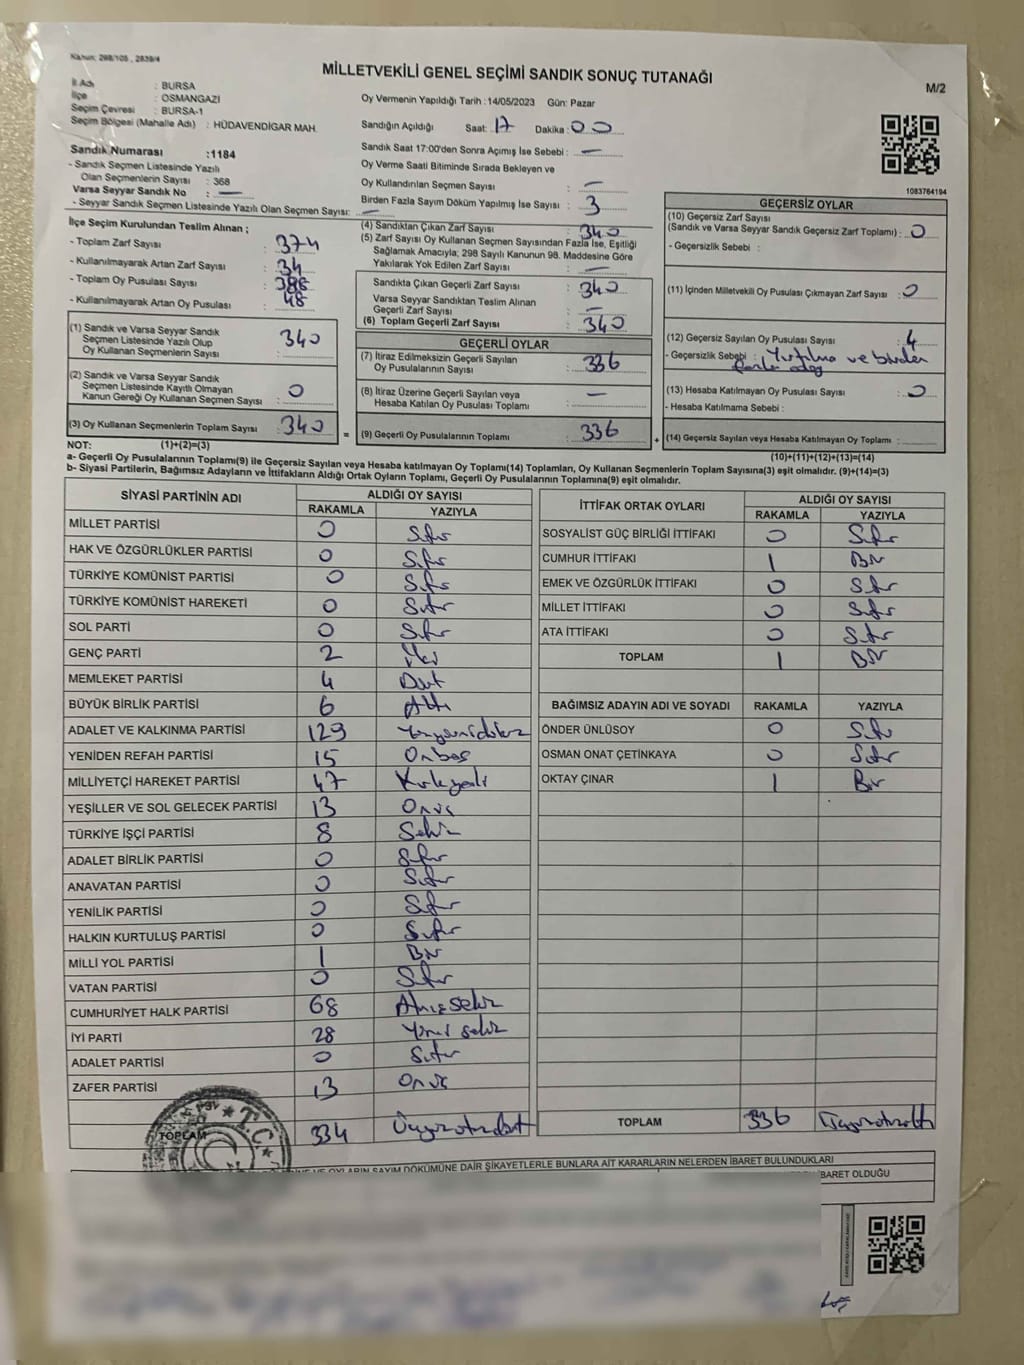 Kanun: 298/105 , 2839/4
MİLLETVEKİLİ GENEL SEÇİMİ SANDIK SONUÇ TUTANAĞI
M/2
İl Adı : BURSA
İlçe : OSMANGAZİ
Seçim Çevresi : BURSA-1
Seçim Bölgesi (Mahalle Adı) : HÜDAVENDİGAR MAH.
Oy Vermenin Yapıldığı Tarih : 14/05/2023 Gün: Pazar
Sandığın Açıldığı Saat: 17 Dakika : 00
Sandık Saat 17:00'den Sonra Açımış İse Sebebi : —
Oy Verme Saati Bitiminde Sırada Bekleyen ve
Oy Kullandırılan Seçmen Sayısı : —
Birden Fazla Sayım Döküm Yapılmış İse Sayısı : 3
Sandık Numarası :1184
- Sandık Seçmen Listesinde Yazılı
Olan Seçmenlerin Sayısı : 368
Varsa Seyyar Sandık No : —
- Seyyar Sandık Seçmen Listesinde Yazılı Olan Seçmen Sayısı: —
1083764194
İlçe Seçim Kurulundan Teslim Alınan ;
- Toplam Zarf Sayısı : 374
- Kullanılmayarak Artan Zarf Sayısı : 34
- Toplam Oy Pusulası Sayısı : 388
- Kullanılmayarak Artan Oy Pusulası : 48
(1) Sandık ve Varsa Seyyar Sandık
Seçmen Listesinde Yazılı Olup
Oy Kullanan Seçmenlerin Sayısı : 340
(2) Sandık ve Varsa Seyyar Sandık
Seçmen Listesinde Kayıtlı Olmayan
Kanun Gereği Oy Kullanan Seçmen Sayısı : 0
(3) Oy Kullanan Seçmenlerin Toplam Sayısı : 340
(4) Sandıktan Çıkan Zarf Sayısı : 340
(5) Zarf Sayısı Oy Kullanan Seçmen Sayısından Fazla İse, Eşitliği
Sağlamak Amacıyla; 298 Sayılı Kanunun 98. Maddesine Göre
Yakılarak Yok Edilen Zarf Sayısı : —
Sandıkta Çıkan Geçerli Zarf Sayısı : 340
Varsa Seyyar Sandıktan Teslim Alınan
Geçerli Zarf Sayısı : —
(6) Toplam Geçerli Zarf Sayısı : 340
GEÇERLİ OYLAR
(7) İtiraz Edilmeksizin Geçerli Sayılan
Oy Pusulalarının Sayısı : 336
(8) İtiraz Üzerine Geçerli Sayılan veya
Hesaba Katılan Oy Pusulası Toplamı : —
= (9) Geçerli Oy Pusulalarının Toplamı : 336
GEÇERSİZ OYLAR
(10) Geçersiz Zarf Sayısı
(Sandık ve Varsa Seyyar Sandık Geçersiz Zarf Toplamı) : 0
- Geçersizlik Sebebi :
(11) İçinden Milletvekili Oy Pusulası Çıkmayan Zarf Sayısı : 0
(12) Geçersiz Sayılan Oy Pusulası Sayısı : 4
- Geçersizlik Sebebi : Yırtılma ve birden
(13) Hesaba Katılmayan Oy Pusulası Sayısı : 0
- Hesaba Katılmama Sebebi :
+ (14) Geçersiz Sayılan veya Hesaba Katılmayan Oy Toplamı :
NOT: (1)+(2)=(3) (10)+(11)+(12)+(13)=(14)
a- Geçerli Oy Pusulalarının Toplamı(9) ile Geçersiz Sayılan veya Hesaba katılmayan Oy Toplamı(14) Toplamları, Oy Kullanan Seçmenlerin Toplam Sayısına(3) eşit olmalıdır. (9)+(14)=(3)
b- Siyasi Partilerin, Bağımsız Adayların ve İttifakların Aldığı Ortak Oyların Toplamı, Geçerli Oy Pusulalarının Toplamına(9) eşit olmalıdır.
SİYASİ PARTİNİN ADI ALDIĞI OY SAYISI
RAKAMLA YAZIYLA
MİLLET PARTİSİ 0 Sıfır
HAK VE ÖZGÜRLÜKLER PARTİSİ 0 Sıfır
TÜRKİYE KOMÜNİST PARTİSİ 0 Sıfır
TÜRKİYE KOMÜNİST HAREKETİ 0 Sıfır
SOL PARTİ 0 Sıfır
GENÇ PARTİ 2 İki
MEMLEKET PARTİSİ 4 Dört
BÜYÜK BİRLİK PARTİSİ 6 Altı
ADALET VE KALKINMA PARTİSİ 129 Yüzyirmidokuz
YENİDEN REFAH PARTİSİ 15 Onbeş
MİLLİYETÇİ HAREKET PARTİSİ 47 Kırkyedi
YEŞİLLER VE SOL GELECEK PARTİSİ 13 Onüç
TÜRKİYE İŞÇİ PARTİSİ 8 Sekiz
ADALET BİRLİK PARTİSİ 0 Sıfır
ANAVATAN PARTİSİ 0 Sıfır
YENİLİK PARTİSİ 0 Sıfır
HALKIN KURTULUŞ PARTİSİ 0 Sıfır
MİLLİ YOL PARTİSİ 1 Bir
VATAN PARTİSİ 0 Sıfır
CUMHURİYET HALK PARTİSİ 68 Atmışsekiz
İYİ PARTİ 28 Yirmi sekiz
ADALET PARTİSİ 0 Sıfır
ZAFER PARTİSİ 13 Onüç
TOPLAM 334 Üçyüzotuzdört
İTTİFAK ORTAK OYLARI ALDIĞI OY SAYISI
RAKAMLA YAZIYLA
SOSYALİST GÜÇ BİRLİĞİ İTTİFAKI 0 Sıfır
CUMHUR İTTİFAKI 1 Bir
EMEK VE ÖZGÜRLÜK İTTİFAKI 0 Sıfır
MİLLET İTTİFAKI 0 Sıfır
ATA İTTİFAKI 0 Sıfır
TOPLAM 1 Bir
BAĞIMSIZ ADAYIN ADI VE SOYADI RAKAMLA YAZIYLA
ÖNDER ÜNLÜSOY 0 Sıfır
OSMAN ONAT ÇETİNKAYA 0 Sıfır
OKTAY ÇINAR 1 Bir
TOPLAM 336 Üçyüzotuzaltı
T.C.
VE OYLARIN SAYIM DÖKÜMÜNE DAİR ŞİKAYETLERLE BUNLARA AİT KARARLARIN NELERDEN İBARET BULUNDUKLARI
İBARET OLDUĞU